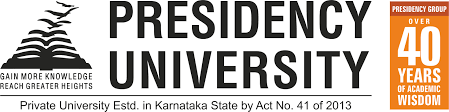 PRESIDENCY
UNIVERSITY
GAIN MORE KNOWLEDGE
REACH GREATER HEIGHTS
Private University Estd. in Karnataka State by Act No. 41 of 2013
PRESIDENCY GROUP
OVER
40
YEARS
OF ACADEMIC
WISDOM